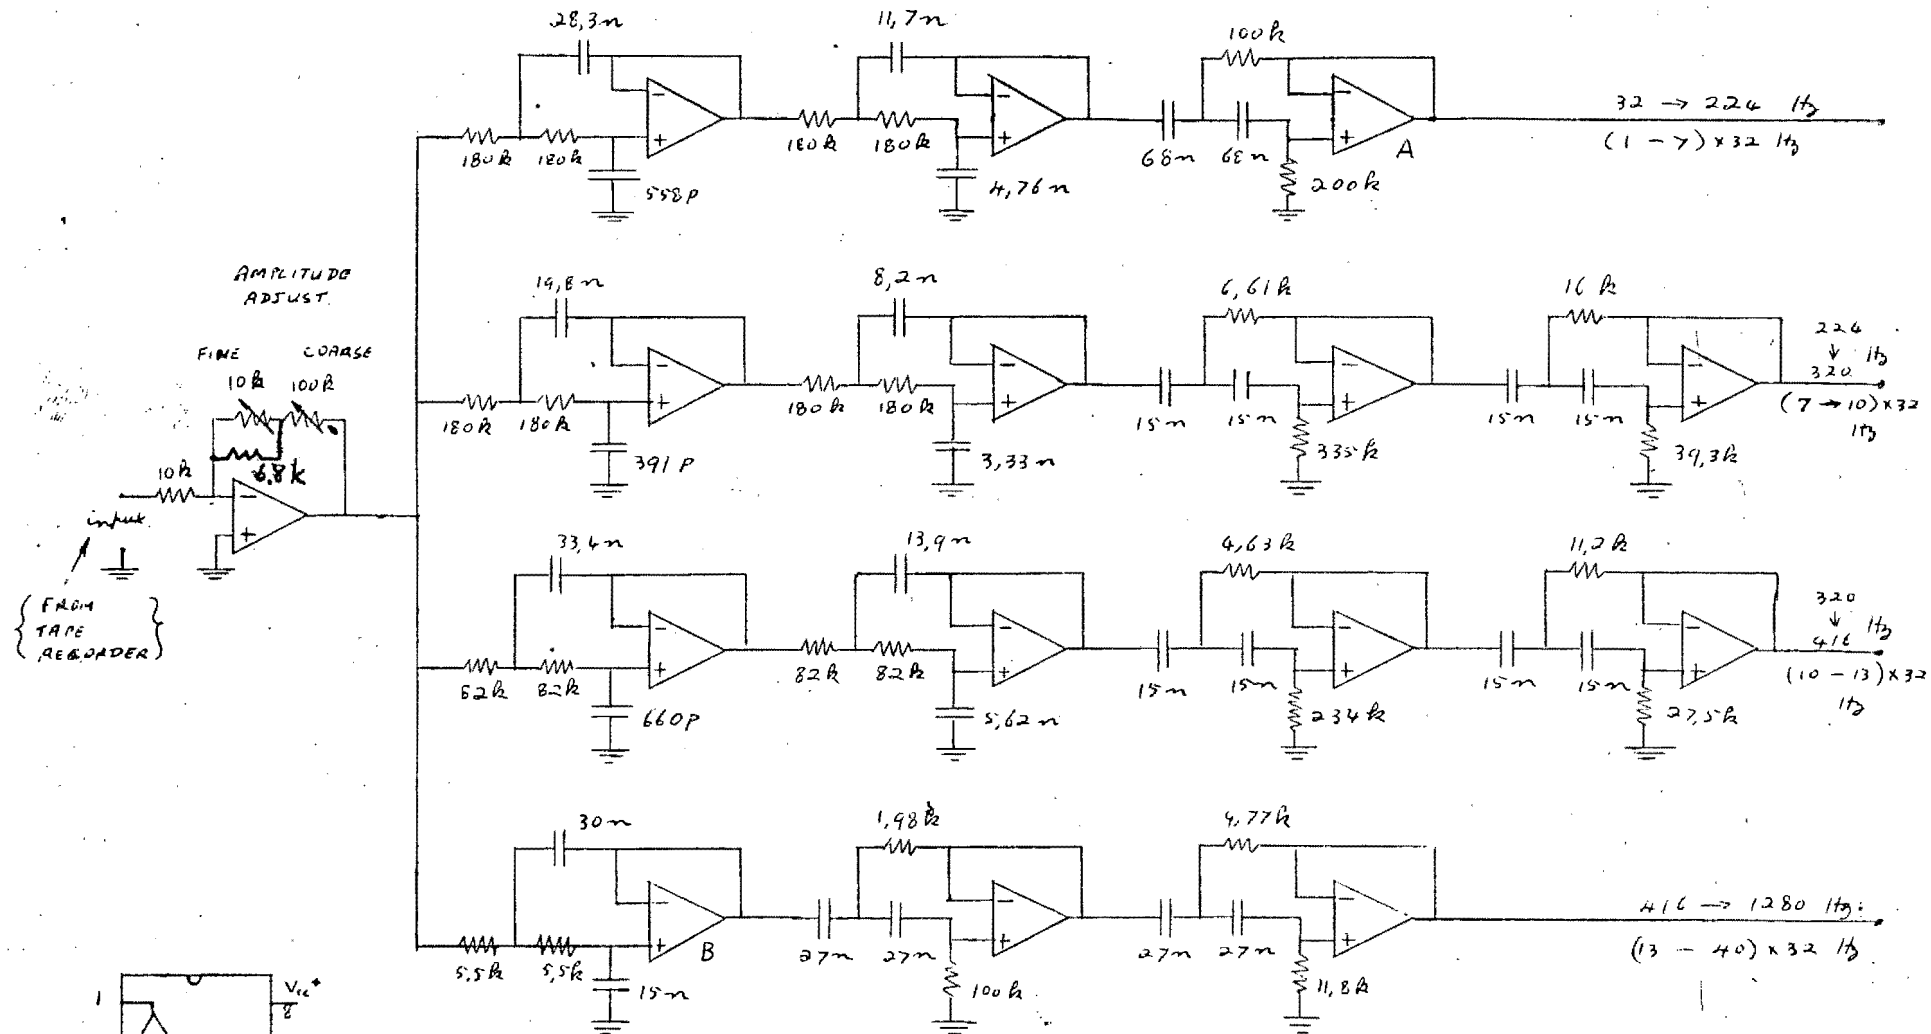 28,3n
11,7n
100k
180k
180k
558p
180k
180k
4,76n
68n
68n
200k
A
32 → 224 Hz
(1 - 7) x 32 Hz
AMPLITUDE
ADJUST.
FINE
COARSE
10k
100k
6.8k
10k
input
{ FROM
TAPE
RECORDER }
19,8n
8,2n
6,61k
16k
180k
180k
391p
180k
180k
3,33n
15n
15n
335k
15n
15n
39,3k
224
↓ Hz
320
(7 → 10) x 32
Hz
33,4n
13,9n
4,63k
11,2k
82k
82k
660p
82k
82k
5,62n
15n
15n
234k
15n
15n
27,5k
320
↓ Hz
416
(10 - 13) x 32
Hz
30n
1,98k
4,77k
5,5k
5,5k
15n
B
27n
27n
100k
27n
27n
11,8k
416 → 1280 Hz
(13 - 40) x 32 Hz
1
Vcc+
8